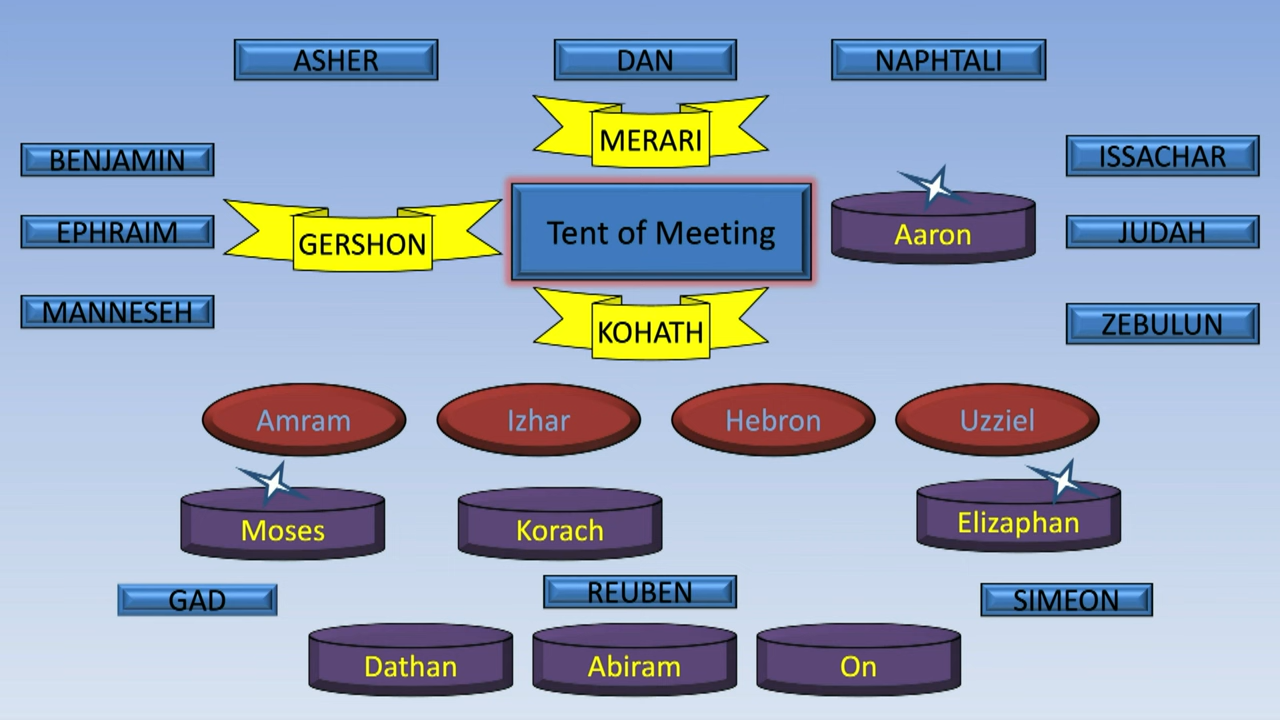 ASHER
DAN
NAPHTALI
MERARI
BENJAMIN
ISSACHAR
EPHRAIM
GERSHON
Tent of Meeting
Aaron
JUDAH
MANNESEH
KOHATH
ZEBULUN
Amram
Izhar
Hebron
Uzziel
Moses
Korach
Elizaphan
GAD
REUBEN
SIMEON
Dathan
Abiram
On